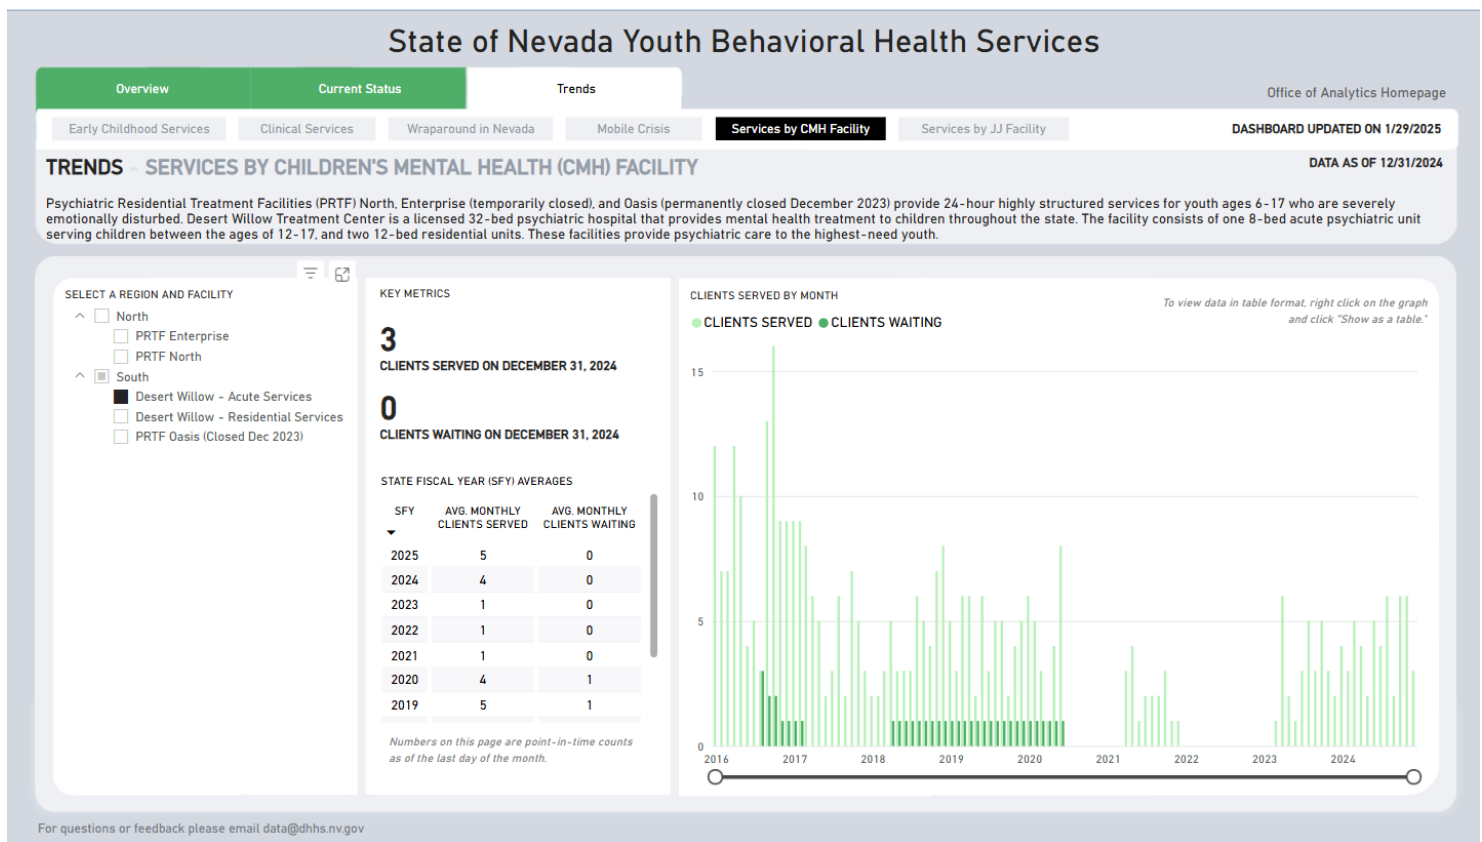 State of Nevada Youth Behavioral Health Services
Overview
Current Status
Trends
Office of Analytics Homepage
Early Childhood Services
Clinical Services
Wraparound in Nevada
Mobile Crisis
Services by CMH Facility
Services by JJ Facility
DASHBOARD UPDATED ON 1/29/2025
TRENDS - SERVICES BY CHILDREN'S MENTAL HEALTH (CMH) FACILITY
DATA AS OF 12/31/2024
Psychiatric Residential Treatment Facilities (PRTF) North, Enterprise (temporarily closed), and Oasis (permanently closed December 2023) provide 24-hour highly structured services for youth ages 6-17 who are severely
emotionally disturbed. Desert Willow Treatment Center is a licensed 32-bed psychiatric hospital that provides mental health treatment to children throughout the state. The facility consists of one 8-bed acute psychiatric unit
serving children between the ages of 12-17, and two 12-bed residential units. These facilities provide psychiatric care to the highest-need youth.
SELECT A REGION AND FACILITY
North
PRTF Enterprise
PRTF North
South
Desert Willow - Acute Services
Desert Willow - Residential Services
PRTF Oasis (Closed Dec 2023)
KEY METRICS
3
CLIENTS SERVED ON DECEMBER 31, 2024
0
CLIENTS WAITING ON DECEMBER 31, 2024
STATE FISCAL YEAR (SFY) AVERAGES
SFY AVG. MONTHLY AVG. MONTHLY
CLIENTS SERVED CLIENTS WAITING
2025 5 0
2024 4 0
2023 1 0
2022 1 0
2021 1 0
2020 4 1
2019 5 1
Numbers on this page are point-in-time counts
as of the last day of the month.
CLIENTS SERVED BY MONTH
To view data in table format, right click on the graph
and click "Show as a table."
CLIENTS SERVED CLIENTS WAITING
15
10
5
0
2016 2017 2018 2019 2020 2021 2022 2023 2024
For questions or feedback please email data@dhhs.nv.gov